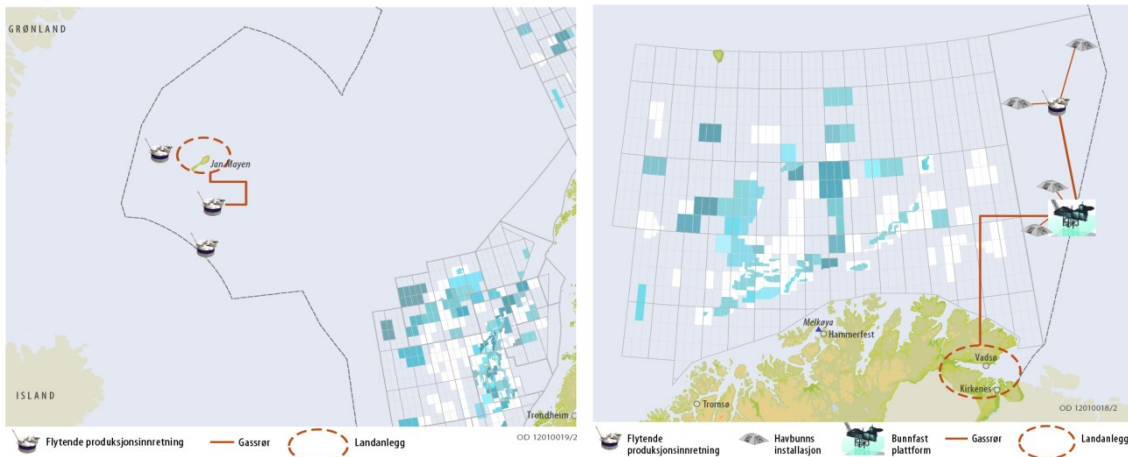 GRØNLAND
Jan Mayen
ISLAND
Trondheim
OD 12010019/2
Flytende produksjonsinnretning
Gassrør
Landanlegg
Melkøya
Hammerfest
Vadsø
Kirkenes
Tromsø
OD 12010018/2
Flytende
produksjonsinnretning
Havbunns
installasjon
Bunnfast
plattform
Gassrør
Landanlegg